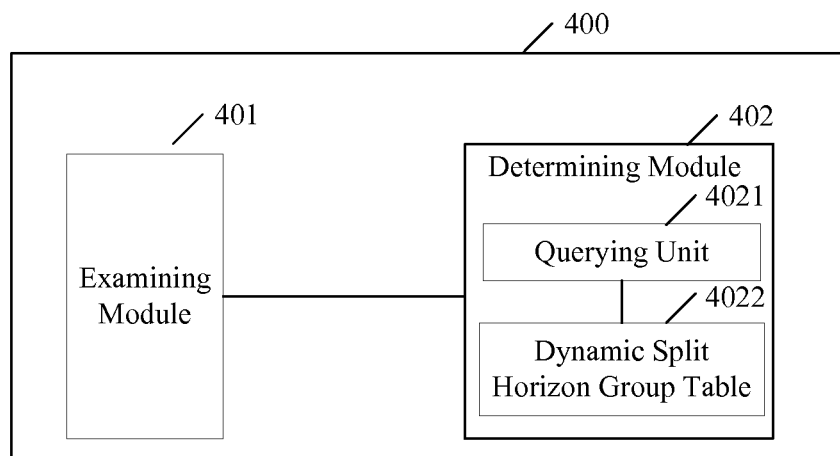 400
401
402
Determining Module
4021
Querying Unit
Examining
Module
4022
Dynamic Split
Horizon Group Table